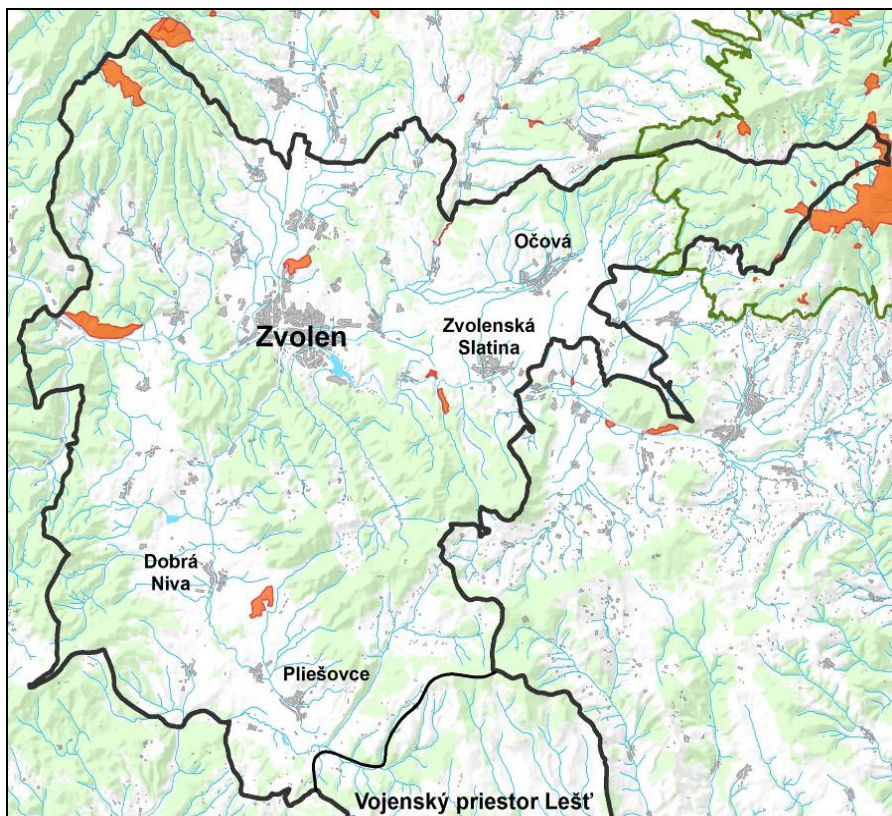 Očová
Zvolen
Zvolenská
Slatina
Dobrá
Niva
Pliešovce
Vojenský priestor Lešť